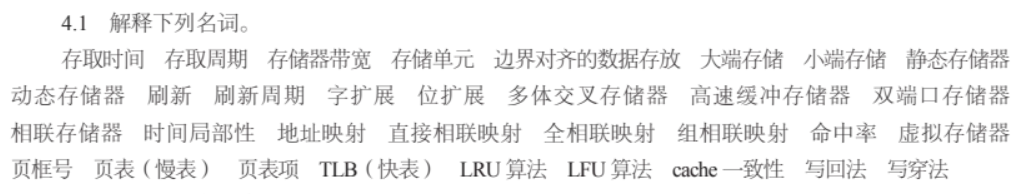 4.1 解释下列名词。
存取时间 存取周期 存储器带宽 存储单元 边界对齐的数据存放 大端存储 小端存储 静态存储器
动态存储器 刷新 刷新周期 字扩展 位扩展 多体交叉存储器 高速缓冲存储器 双端口存储器
相联存储器 时间局部性 地址映射 直接相联映射 全相联映射 组相联映射 命中率 虚拟存储器
页框号 页表（慢表） 页表项 TLB（快表） LRU 算法 LFU 算法 cache 一致性 写回法 写穿法